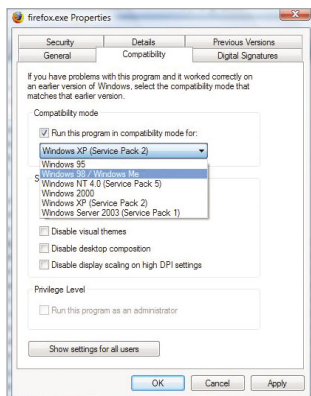 firefox.exe Properties
Security Details Previous Versions
General Compatibility Digital Signatures
If you have problems with this program and it worked correctly on
an earlier version of Windows, select the compatibility mode that
matches that earlier version.
Compatibility mode
Run this program in compatibility mode for:
Windows XP (Service Pack 2)
Windows 95
Windows 98 / Windows Me
Windows NT 4.0 (Service Pack 5)
Windows 2000
Windows XP (Service Pack 2)
Windows Server 2003 (Service Pack 1)
Disable visual themes
Disable desktop composition
Disable display scaling on high DPI settings
Privilege Level
Run this program as an administrator
Show settings for all users
OK Cancel Apply